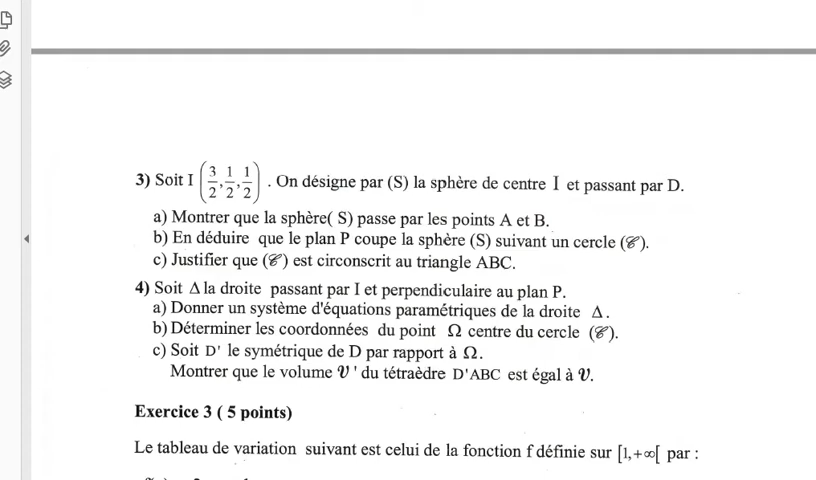 3) Soit I (3/2, 1/2, 1/2) . On désigne par (S) la sphère de centre I et passant par D.
a) Montrer que la sphère( S) passe par les points A et B.
b) En déduire que le plan P coupe la sphère (S) suivant un cercle (𝒞).
c) Justifier que (𝒞) est circonscrit au triangle ABC.
4) Soit Δ la droite passant par I et perpendiculaire au plan P.
a) Donner un système d'équations paramétriques de la droite Δ.
b) Déterminer les coordonnées du point Ω centre du cercle (𝒞).
c) Soit D' le symétrique de D par rapport à Ω.
Montrer que le volume 𝒱' du tétraèdre D'ABC est égal à 𝒱.
Exercice 3 ( 5 points)
Le tableau de variation suivant est celui de la fonction f définie sur [1,+∞[ par :